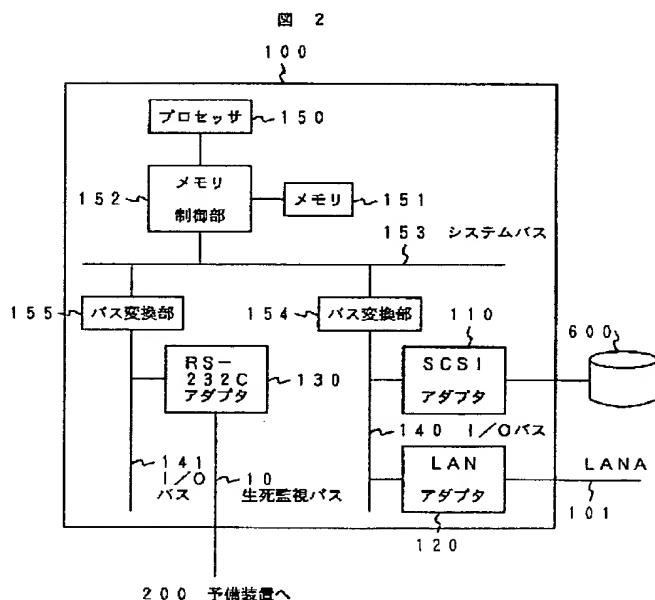 図 2
100
プロセッサ 150
152 メモリ制御部
メモリ 151
153 システムバス
155 バス変換部
154 バス変換部
110
600
RS-
232C
アダプタ 130
SCSI
アダプタ
140 I/Oバス
141
I/O
バス
10
生死監視パス
LAN
アダプタ
LANA
120
101
200 予備装置へ